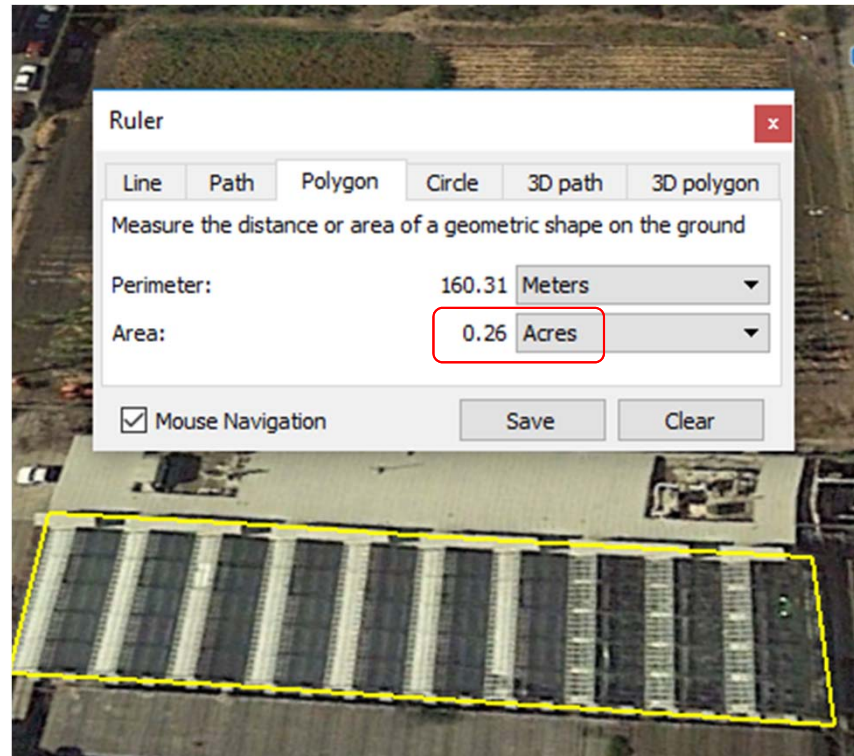 Ruler
x
Line Path Polygon Circle 3D path 3D polygon
Measure the distance or area of a geometric shape on the ground
Perimeter: 160.31 Meters
Area: 0.26 Acres
Mouse Navigation Save Clear